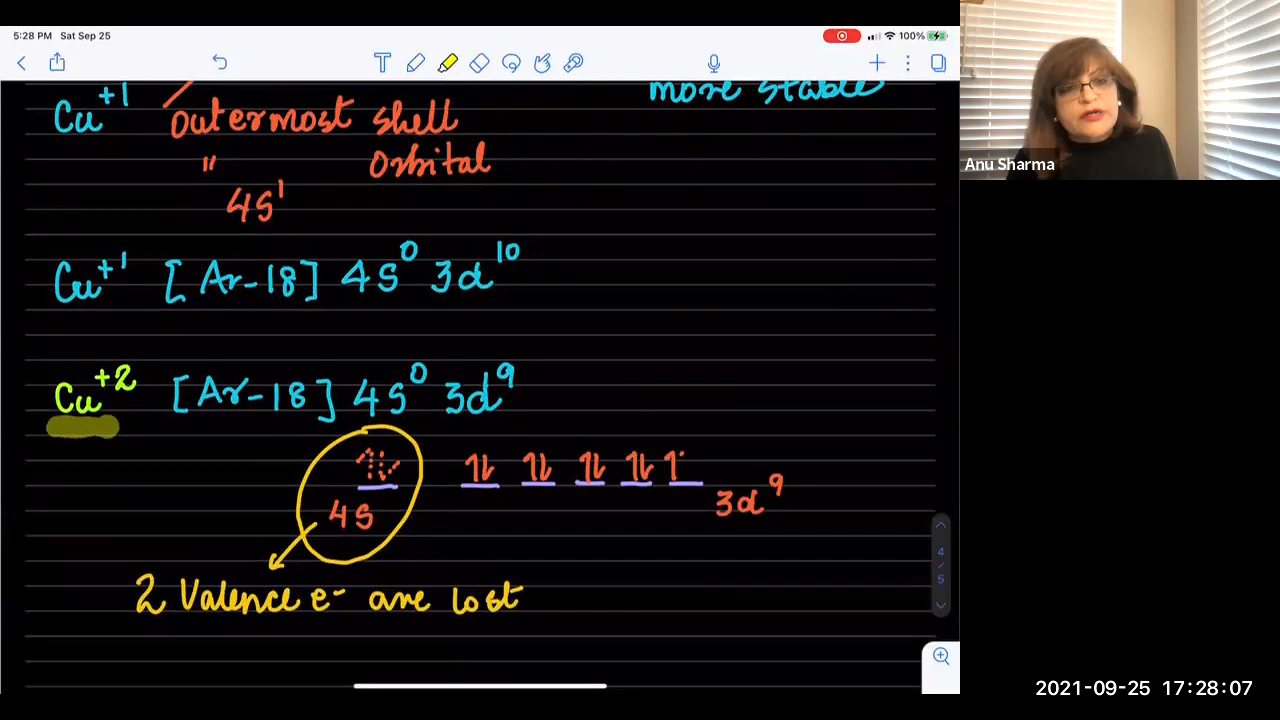 5:28 PM Sat Sep 25
100%
T
more stable
Cu+1
Outermost shell
" Orbital
4S1
Cu+1 [Ar-18] 4S0 3d10
Cu+2 [Ar-18] 4S0 3d9
4S
3d9
2 Valence e- are lost
4
5
Anu Sharma
2021-09-25 17:28:07